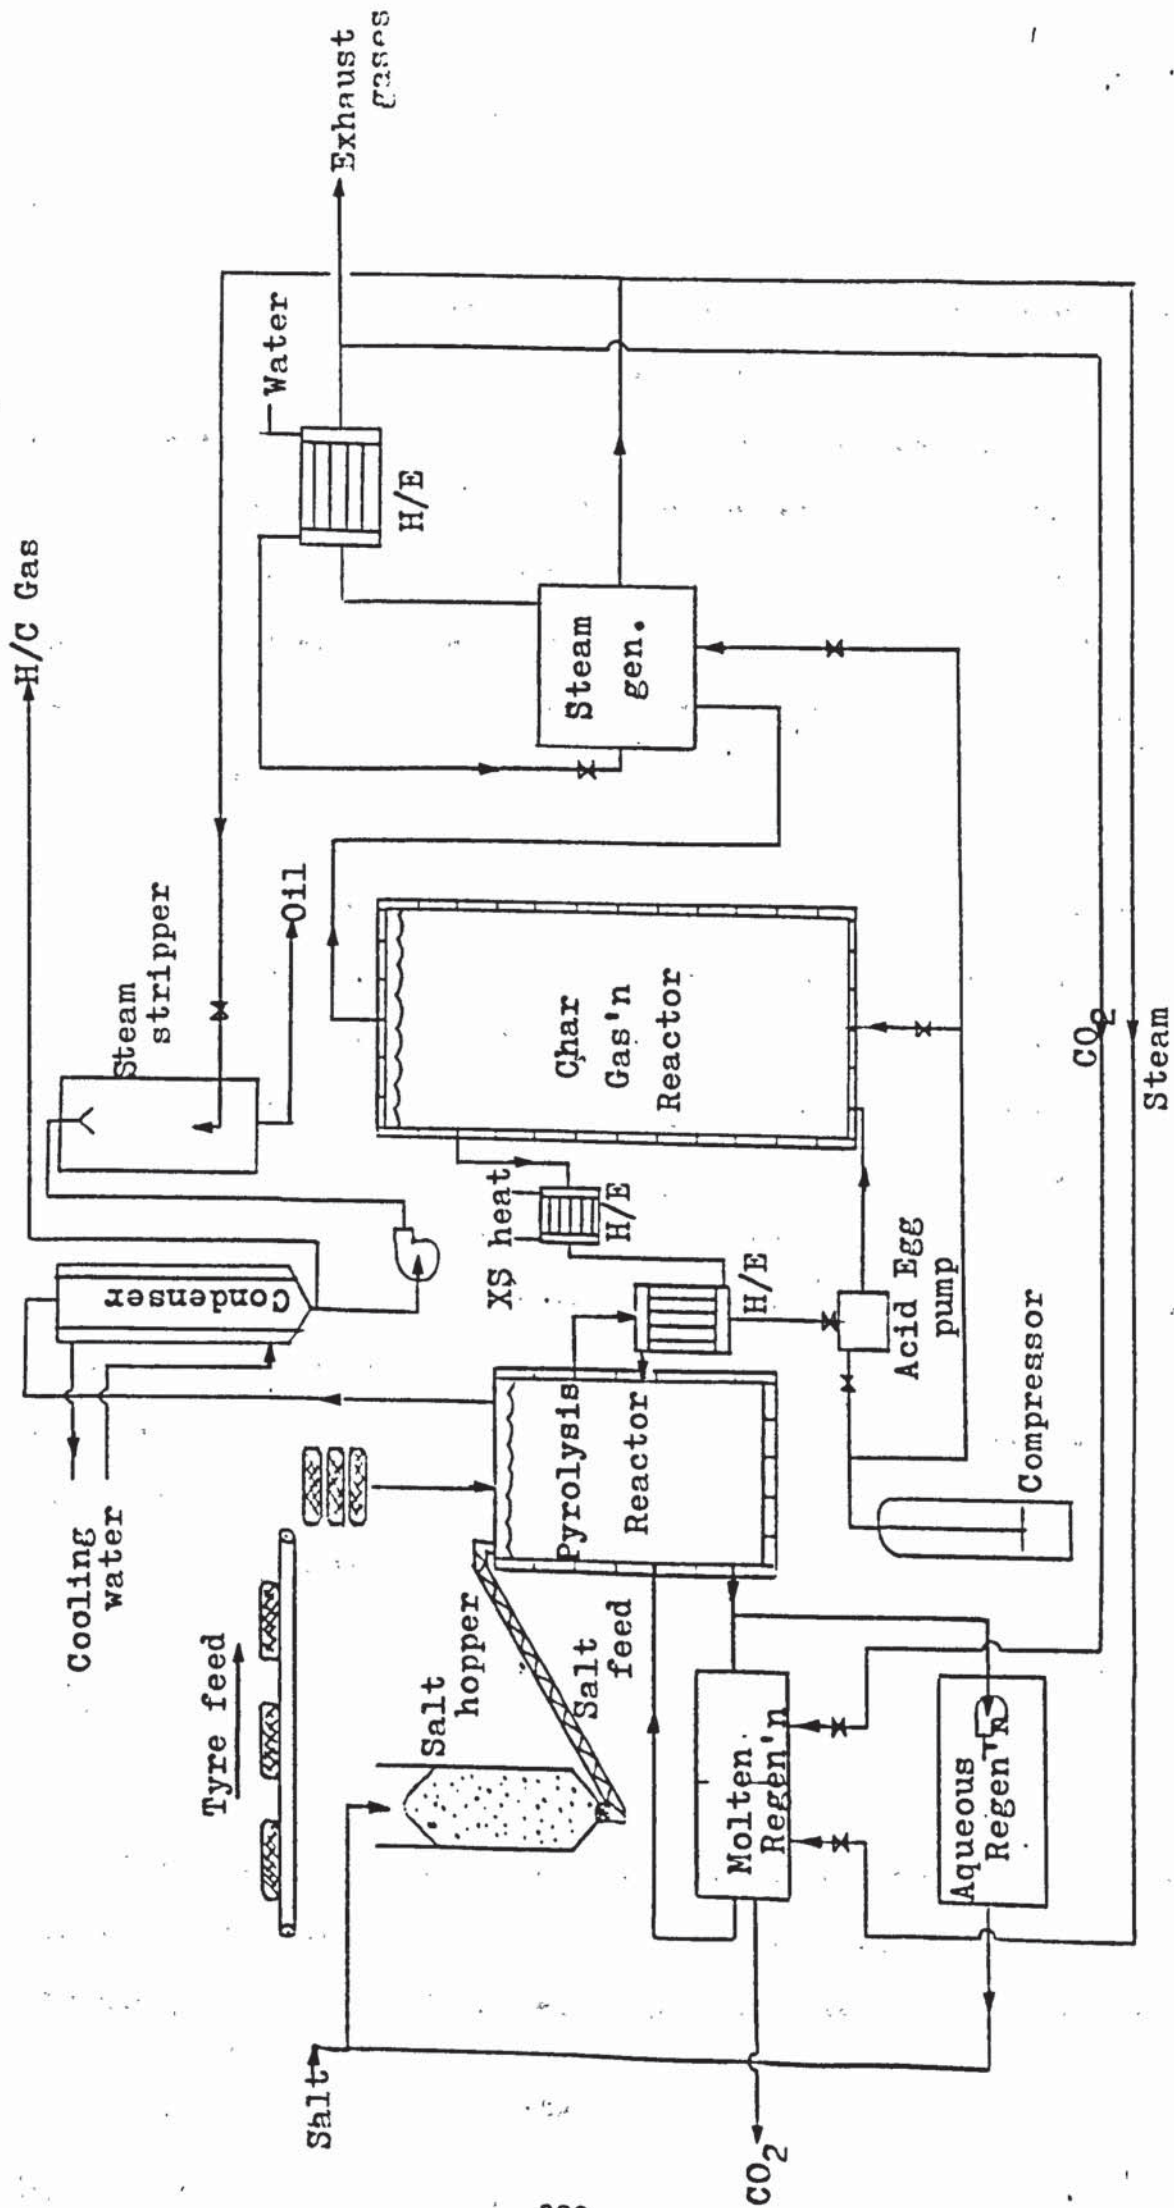 H/C Gas
Exhaust
gases
Water
H/E
Steam
stripper
Oil
Steam
gen.
Condenser
Cooling
water
XS heat
H/E
Char
Gas'n
Reactor
Tyre feed
Pyrolysis
Reactor
H/E
Salt
hopper
Salt
feed
Acid Egg
pump
Compressor
Molten
Regen'n
Aqueous
Regen'n
Salt
CO2
CO2
Steam